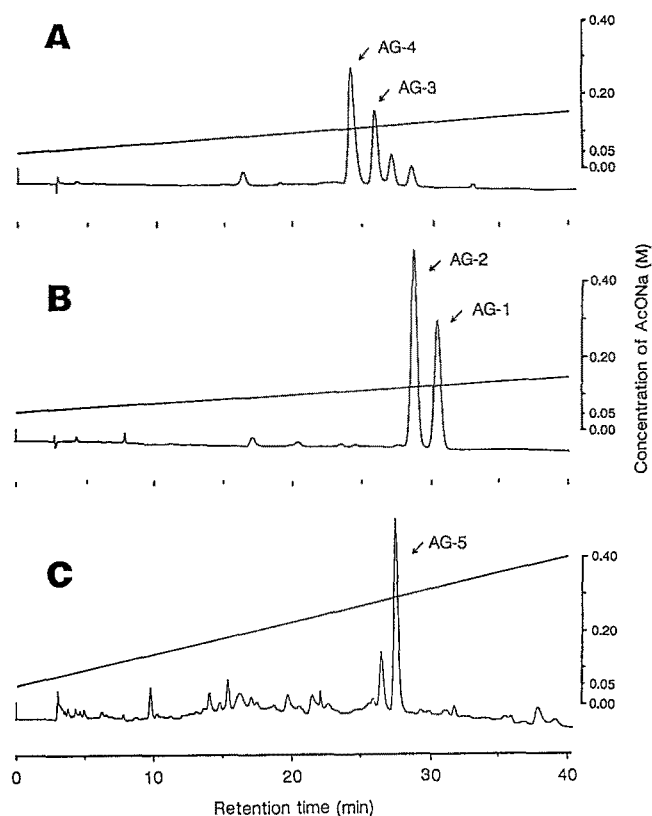 A
AG-4
AG-3
0.40
0.20
0.05
0.00
B
AG-2
AG-1
0.40
0.20
0.05
0.00
C
AG-5
0.40
0.20
0.05
0.00
Concentration of AcONa (M)
0 10 20 30 40
Retention time (min)